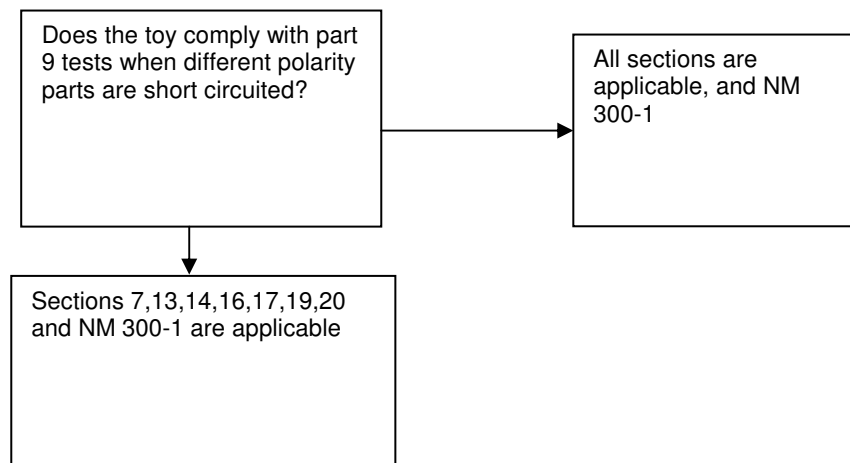 Does the toy comply with part
9 tests when different polarity
parts are short circuited?
All sections are
applicable, and NM
300-1
Sections 7,13,14,16,17,19,20
and NM 300-1 are applicable